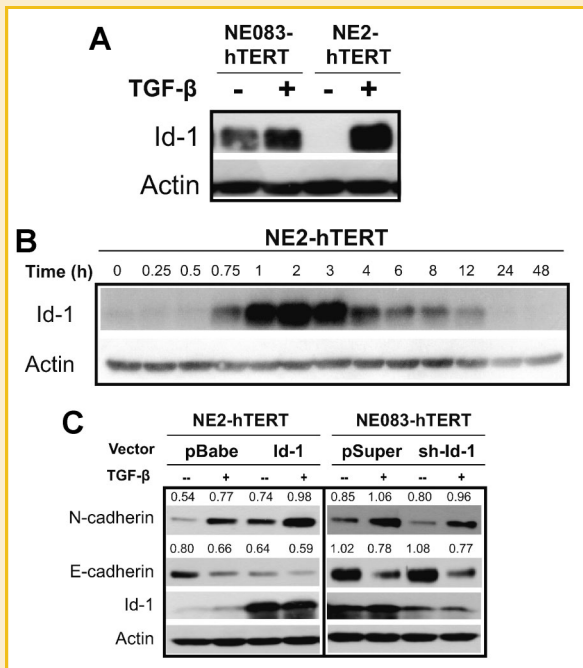 A
NE083-hTERT NE2-hTERT
TGF-β - + - +
Id-1
Actin
B
NE2-hTERT
Time (h) 0 0.25 0.5 0.75 1 2 3 4 6 8 12 24 48
Id-1
Actin
C
NE2-hTERT NE083-hTERT
Vector pBabe Id-1 pSuper sh-Id-1
TGF-β -- + -- + -- + -- +
0.54 0.77 0.74 0.98 0.85 1.06 0.80 0.96
N-cadherin
0.80 0.66 0.64 0.59 1.02 0.78 1.08 0.77
E-cadherin
Id-1
Actin